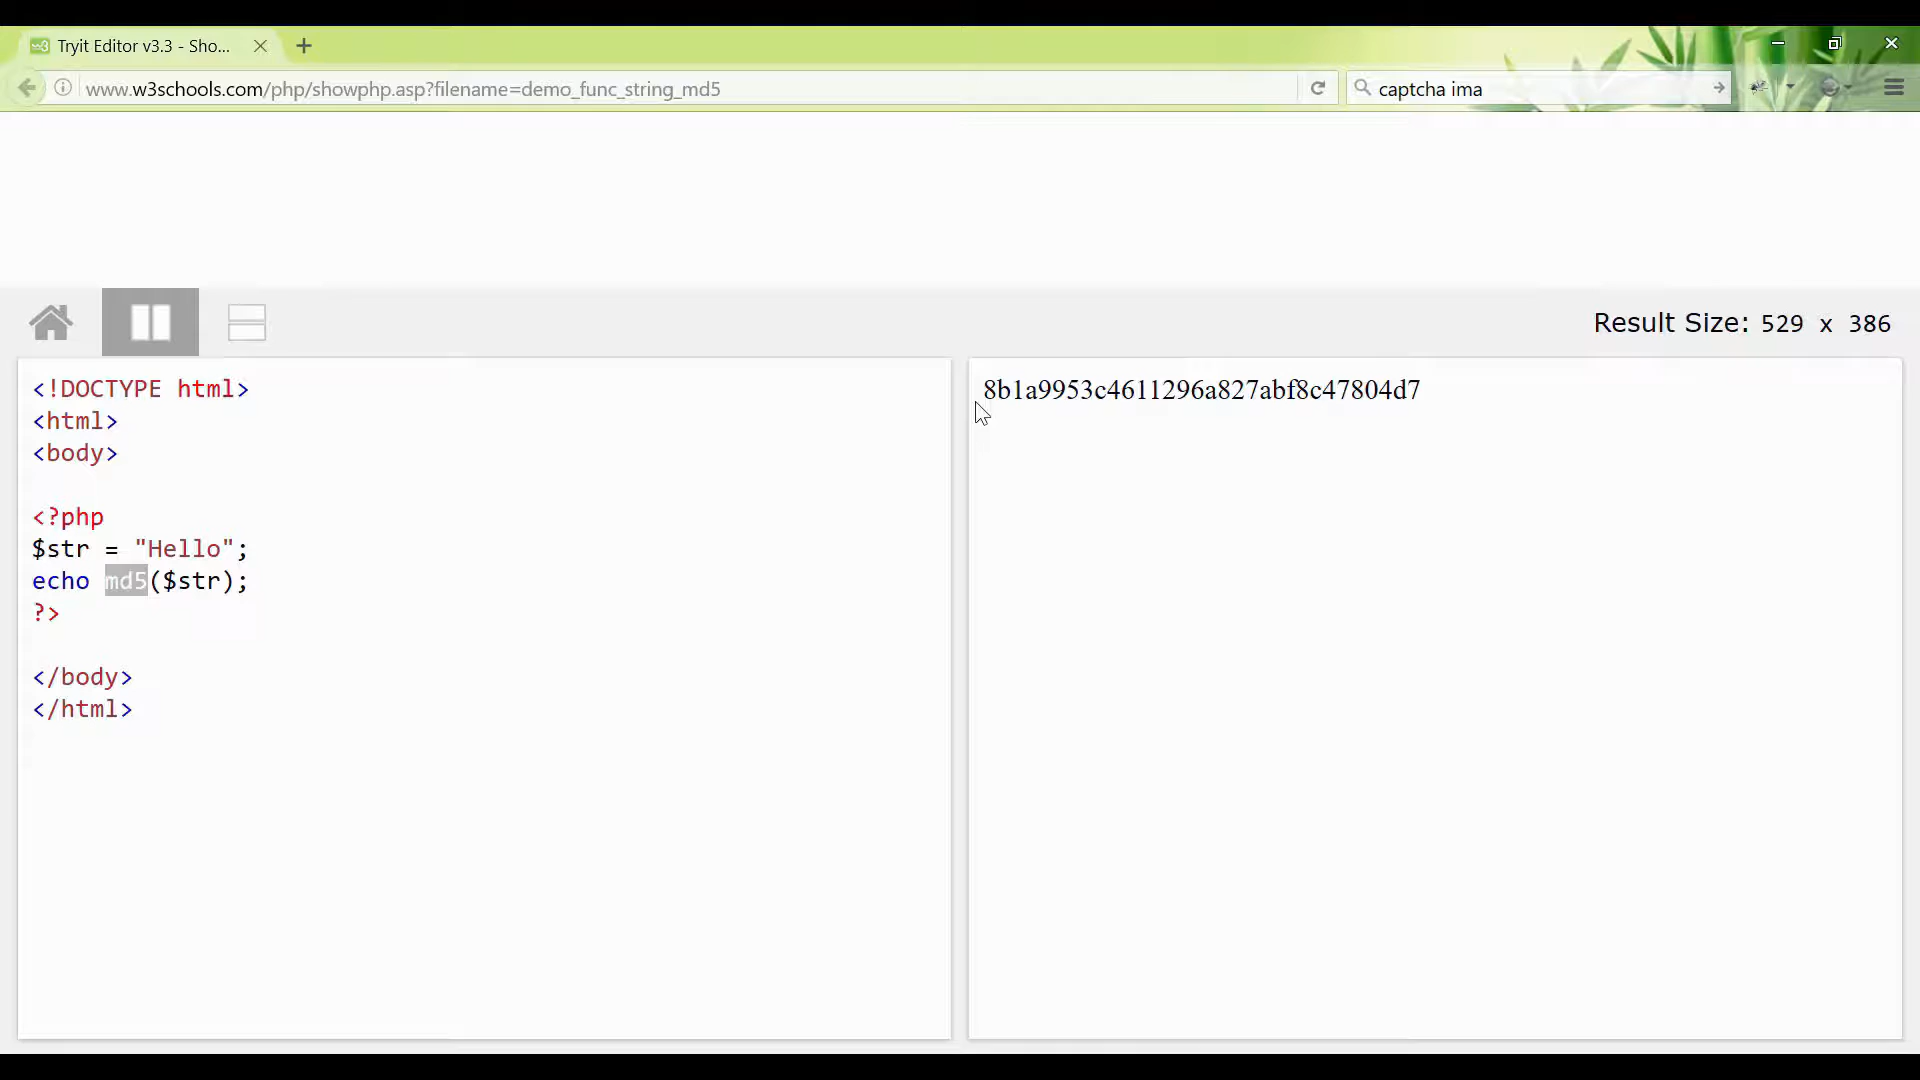 Tryit Editor v3.3 - Sho...
www.w3schools.com/php/showphp.asp?filename=demo_func_string_md5
captcha ima
Result Size: 529 x 386
<!DOCTYPE html>
<html>
<body>
<?php
$str = "Hello";
echo md5($str);
?>
</body>
</html>
8b1a9953c4611296a827abf8c47804d7